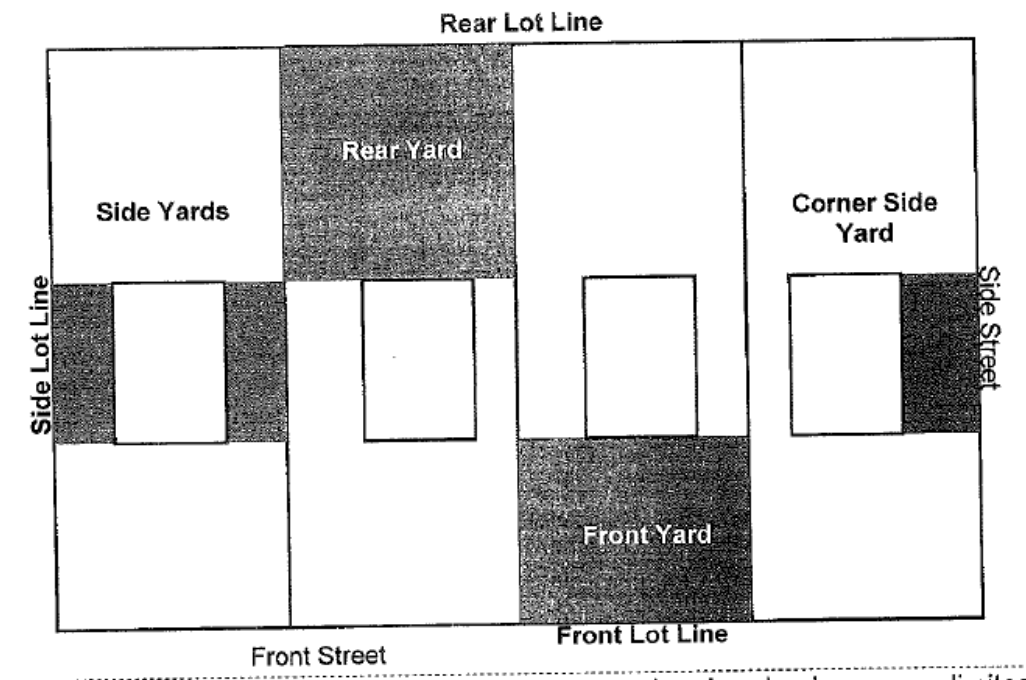 Rear Lot Line
Rear Yard
Side Yards
Corner Side
Yard
Side Lot Line
Side Street
Front Yard
Front Lot Line
Front Street